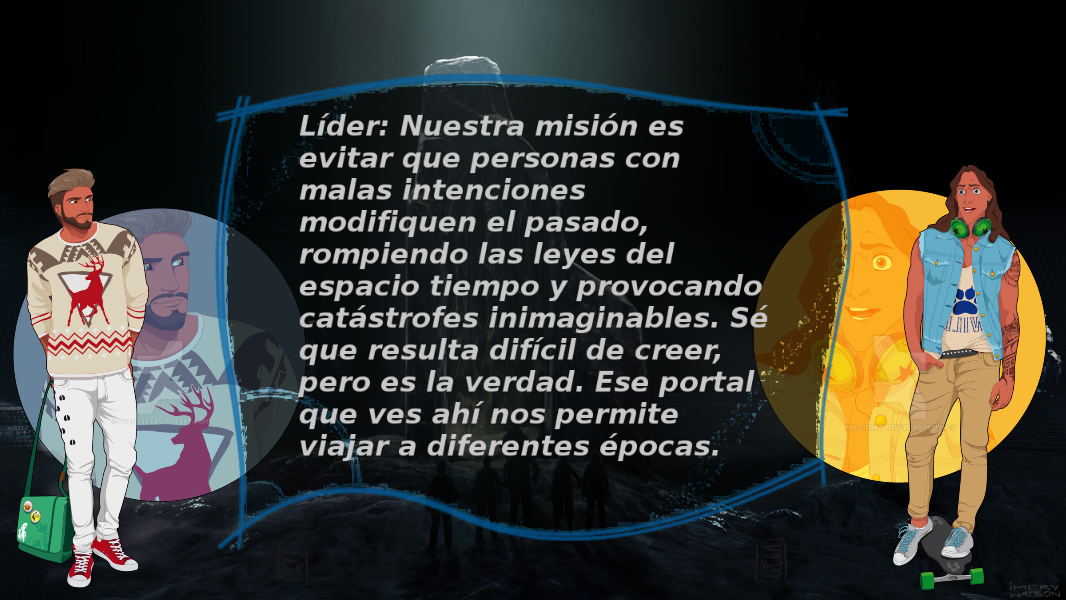 Líder: Nuestra misión es
evitar que personas con
malas intenciones
modifiquen el pasado,
rompiendo las leyes del
espacio tiempo y provocando
catástrofes inimaginables. Sé
que resulta difícil de creer,
pero es la verdad. Ese portal
que ves ahí nos permite
viajar a diferentes épocas.
IMERY
WATSON